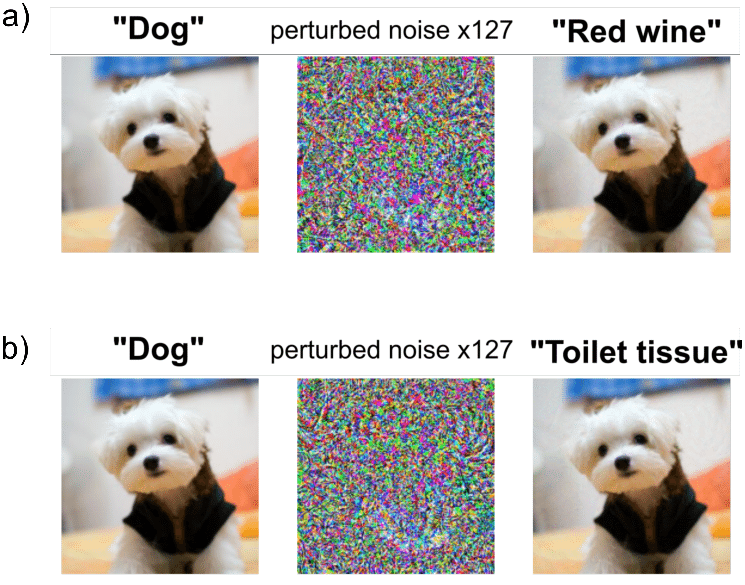 a)
"Dog" perturbed noise x127 "Red wine"
b)
"Dog" perturbed noise x127 "Toilet tissue"